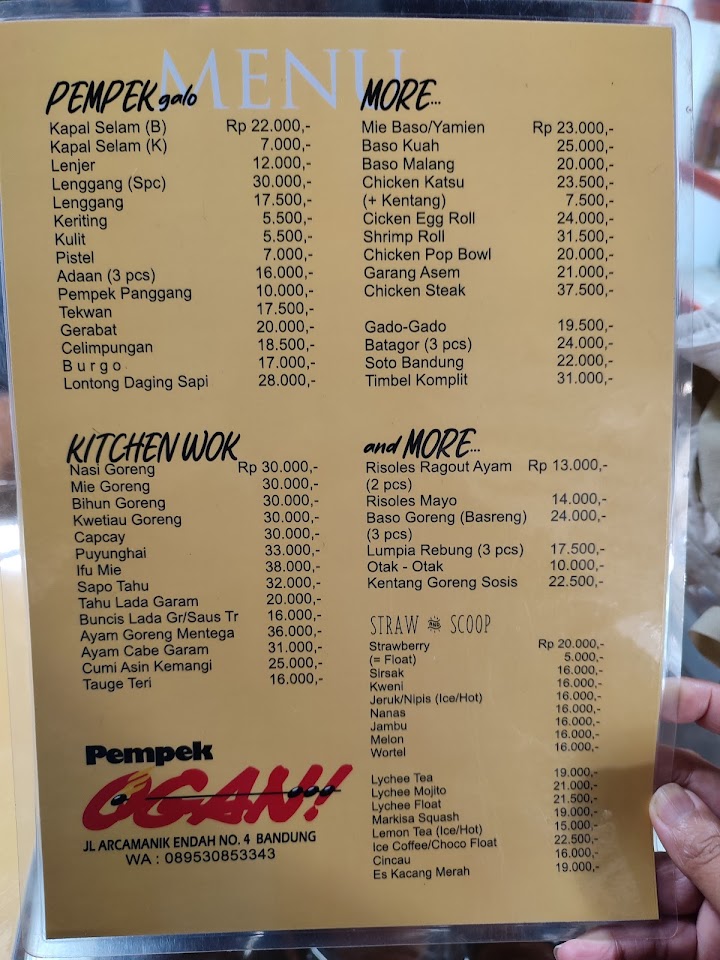 MENU
PEMPEK galo
Kapal Selam (B) Rp 22.000,-
Kapal Selam (K) 7.000,-
Lenjer 12.000,-
Lenggang (Spc) 30.000,-
Lenggang 17.500,-
Keriting 5.500,-
Kulit 5.500,-
Pistel 7.000,-
Adaan (3 pcs) 16.000,-
Pempek Panggang 10.000,-
Tekwan 17.500,-
Gerabat 20.000,-
Celimpungan 18.500,-
B u r g o 17.000,-
Lontong Daging Sapi 28.000,-
KITCHEN WOK
Nasi Goreng Rp 30.000,-
Mie Goreng 30.000,-
Bihun Goreng 30.000,-
Kwetiau Goreng 30.000,-
Capcay 30.000,-
Puyunghai 33.000,-
Ifu Mie 38.000,-
Sapo Tahu 32.000,-
Tahu Lada Garam 20.000,-
Buncis Lada Gr/Saus Tr 16.000,-
Ayam Goreng Mentega 36.000,-
Ayam Cabe Garam 31.000,-
Cumi Asin Kemangi 25.000,-
Tauge Teri 16.000,-
Pempek
OGAN!!
JL ARCAMANIK ENDAH NO. 4 BANDUNG
WA : 089530853343
MORE...
Mie Baso/Yamien Rp 23.000,-
Baso Kuah 25.000,-
Baso Malang 20.000,-
Chicken Katsu 23.500,-
(+ Kentang) 7.500,-
Cicken Egg Roll 24.000,-
Shrimp Roll 31.500,-
Chicken Pop Bowl 20.000,-
Garang Asem 21.000,-
Chicken Steak 37.500,-
Gado-Gado 19.500,-
Batagor (3 pcs) 24.000,-
Soto Bandung 22.000,-
Timbel Komplit 31.000,-
and MORE...
Risoles Ragout Ayam Rp 13.000,-
(2 pcs)
Risoles Mayo 14.000,-
Baso Goreng (Basreng) 24.000,-
(3 pcs)
Lumpia Rebung (3 pcs) 17.500,-
Otak - Otak 10.000,-
Kentang Goreng Sosis 22.500,-
STRAW SCOOP
Strawberry Rp 20.000,-
(= Float) 5.000,-
Sirsak 16.000,-
Kweni 16.000,-
Jeruk/Nipis (Ice/Hot) 16.000,-
Nanas 16.000,-
Jambu 16.000,-
Melon 16.000,-
Wortel 16.000,-
Lychee Tea 19.000,-
Lychee Mojito 21.000,-
Lychee Float 21.500,-
Markisa Squash 19.000,-
Lemon Tea (Ice/Hot) 15.000,-
Ice Coffee/Choco Float 22.500,-
Cincau 16.000,-
Es Kacang Merah 19.000,-